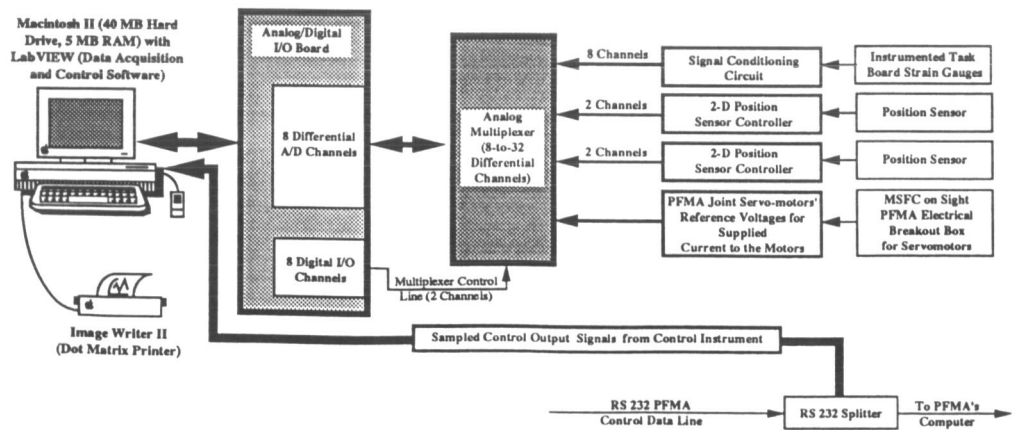 Macintosh II (40 MB Hard
Drive, 5 MB RAM) with
LabVIEW (Data Acquisition
and Control Software)
Analog/Digital
I/O Board
8 Differential
A/D Channels
8 Digital I/O
Channels
Analog
Multiplexer
(8-to-32
Differential
Channels)
8 Channels
Signal Conditioning
Circuit
Instrumented Task
Board Strain Gauges
2 Channels
2-D Position
Sensor Controller
Position Sensor
2 Channels
2-D Position
Sensor Controller
Position Sensor
PFMA Joint Servo-motors'
Reference Voltages for
Supplied
Current to the Motors
MSFC on Sight
PFMA Electrical
Breakout Box
for Servomotors
Multiplexer Control
Line (2 Channels)
Image Writer II
(Dot Matrix Printer)
Sampled Control Output Signals from Control Instrument
RS 232 PFMA
Control Data Line
RS 232 Splitter
To PFMA's
Computer